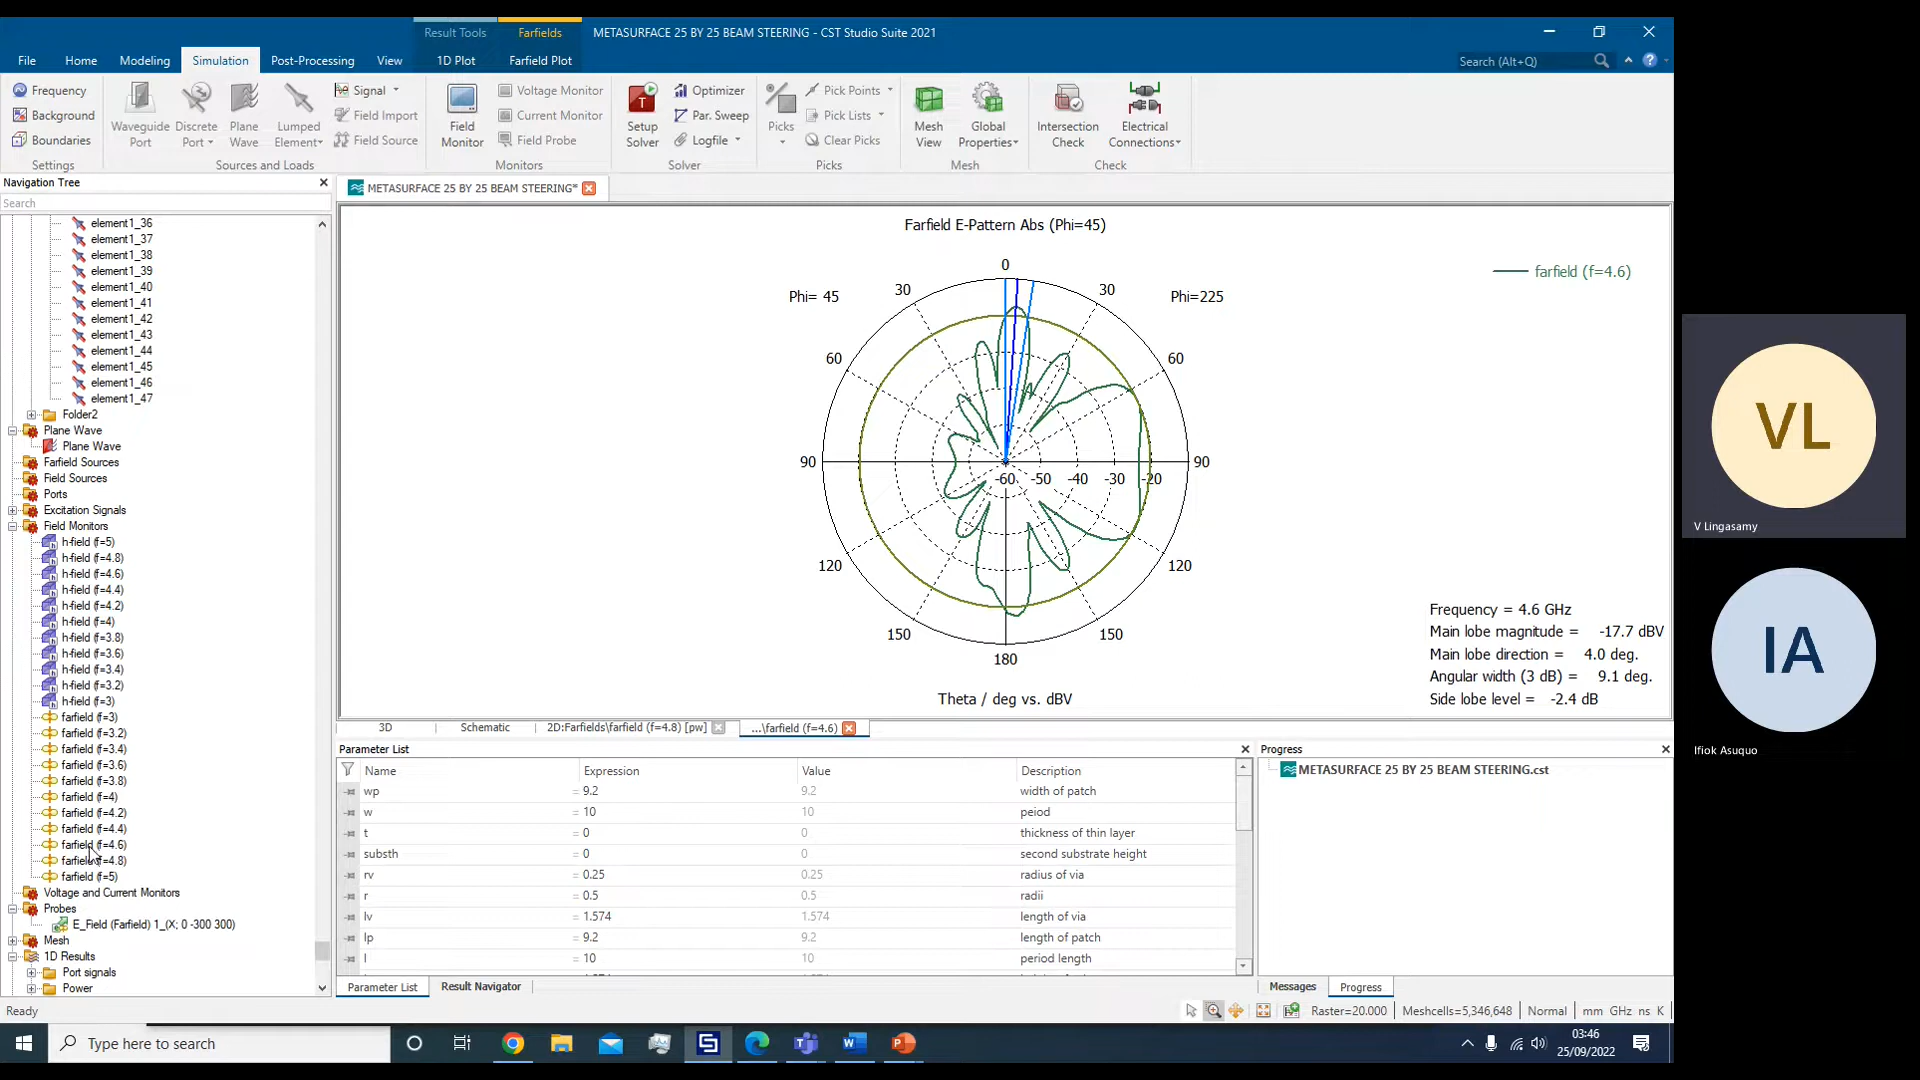 Result Tools
Farfields
METASURFACE 25 BY 25 BEAM STEERING - CST Studio Suite 2021
File
Home
Modeling
Simulation
Post-Processing
View
1D Plot
Farfield Plot
Search (Alt+Q)
Frequency
Background
Boundaries
Settings
Waveguide Port
Discrete Port
Plane Wave
Lumped Element
Signal
Field Import
Field Source
Sources and Loads
Field Monitor
Voltage Monitor
Current Monitor
Field Probe
Monitors
Setup Solver
Optimizer
Par. Sweep
Logfile
Solver
Picks
Pick Points
Pick Lists
Clear Picks
Picks
Mesh View
Global Properties
Mesh
Intersection Check
Electrical Connections
Check
Navigation Tree
Search
element1_36
element1_37
element1_38
element1_39
element1_40
element1_41
element1_42
element1_43
element1_44
element1_45
element1_46
element1_47
Folder2
Plane Wave
Plane Wave
Farfield Sources
Field Sources
Ports
Excitation Signals
Field Monitors
h-field (f=5)
h-field (f=4.8)
h-field (f=4.6)
h-field (f=4.4)
h-field (f=4.2)
h-field (f=4)
h-field (f=3.8)
h-field (f=3.6)
h-field (f=3.4)
h-field (f=3.2)
h-field (f=3)
farfield (f=3)
farfield (f=3.2)
farfield (f=3.4)
farfield (f=3.6)
farfield (f=3.8)
farfield (f=4)
farfield (f=4.2)
farfield (f=4.4)
farfield (f=4.6)
farfield (f=4.8)
farfield (f=5)
Voltage and Current Monitors
Probes
E_Field (Farfield) 1_(X; 0 -300 300)
Mesh
1D Results
Port signals
Power
METASURFACE 25 BY 25 BEAM STEERING*
Farfield E-Pattern Abs (Phi=45)
farfield (f=4.6)
0
30
30
Phi= 45
Phi=225
60
60
90
90
-60 -50 -40 -30 -20
120
120
150
150
180
Theta / deg vs. dBV
Frequency = 4.6 GHz
Main lobe magnitude = -17.7 dBV
Main lobe direction = 4.0 deg.
Angular width (3 dB) = 9.1 deg.
Side lobe level = -2.4 dB
3D
Schematic
2D:Farfields\farfield (f=4.8) [pw]
...\farfield (f=4.6)
Parameter List
Name Expression Value Description
wp = 9.2 9.2 width of patch
w = 10 10 peiod
t = 0 0 thickness of thin layer
substh = 0 0 second substrate height
rv = 0.25 0.25 radius of via
r = 0.5 0.5 radii
lv = 1.574 1.574 length of via
lp = 9.2 9.2 length of patch
l = 10 10 period length
Parameter List
Result Navigator
Progress
METASURFACE 25 BY 25 BEAM STEERING.cst
Messages
Progress
Ready
Raster=20.000
Meshcells=5,346,648
Normal
mm GHz ns K
Type here to search
03:46
25/09/2022
VL
V Lingasamy
IA
Ifiok Asuquo